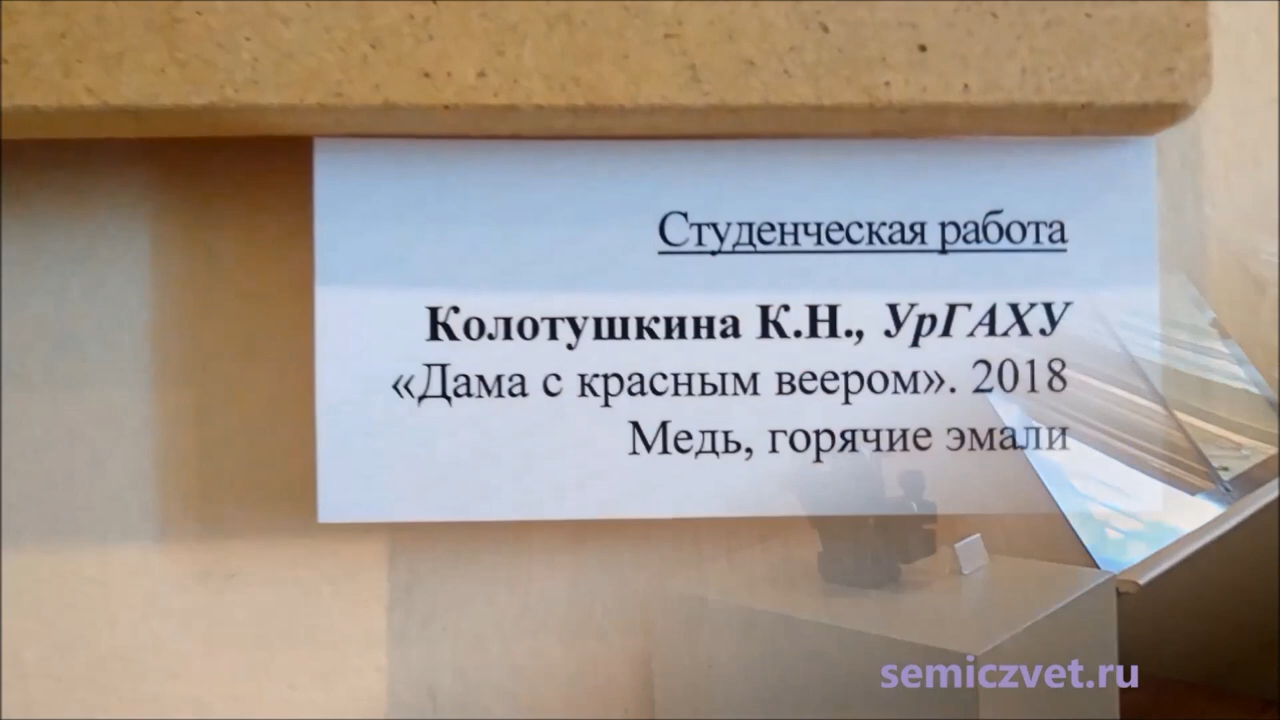 Студенческая работа
Колотушкина К.Н., УрГАХУ
«Дама с красным веером». 2018
Медь, горячие эмали
semiczvet.ru